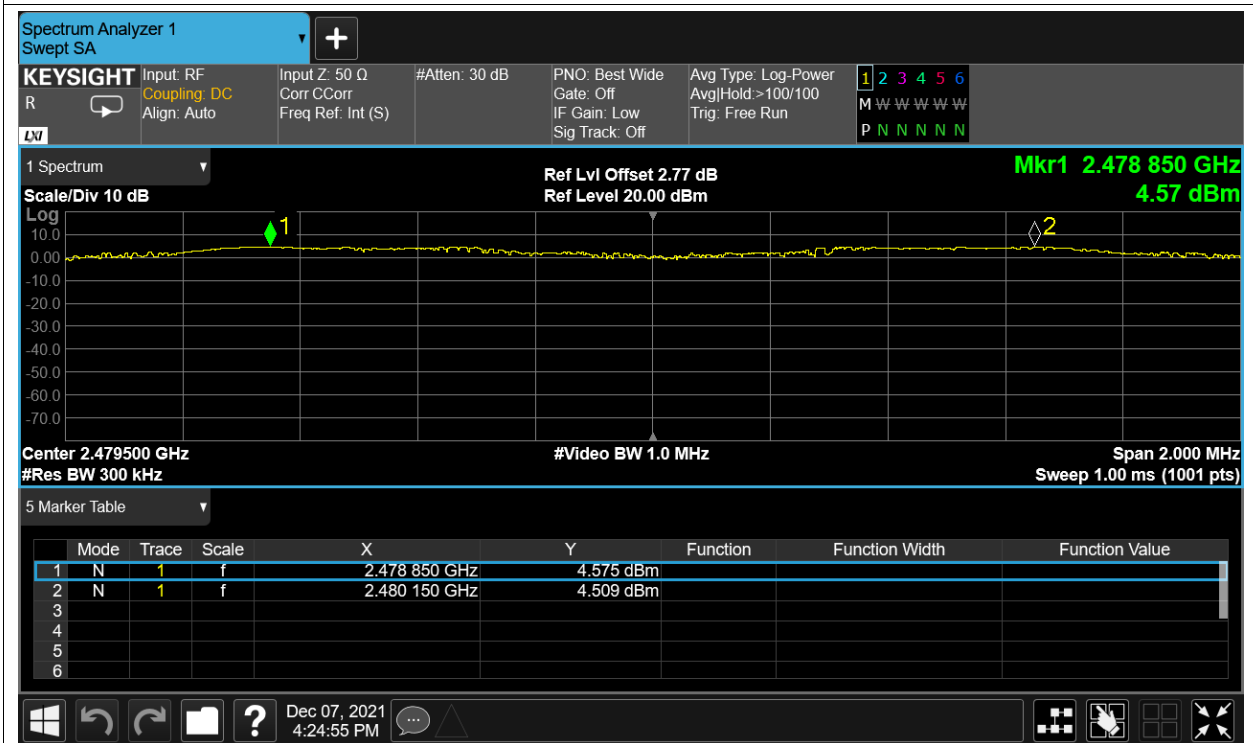 Spectrum Analyzer 1
Swept SA
+
KEYSIGHT Input: RF Input Z: 50 Ω #Atten: 30 dB PNO: Best Wide Avg Type: Log-Power 1 2 3 4 5 6
R Coupling: DC Corr CCorr Gate: Off Avg|Hold:>100/100 M W W W W W
Align: Auto Freq Ref: Int (S) IF Gain: Low Trig: Free Run
LXI Sig Track: Off P N N N N N
1 Spectrum Ref Lvl Offset 2.77 dB Mkr1 2.478 850 GHz
Scale/Div 10 dB Ref Level 20.00 dBm 4.57 dBm
Log
1 2
10.0
0.00
-10.0
-20.0
-30.0
-40.0
-50.0
-60.0
-70.0
Center 2.479500 GHz #Video BW 1.0 MHz Span 2.000 MHz
#Res BW 300 kHz Sweep 1.00 ms (1001 pts)
5 Marker Table
Mode Trace Scale X Y Function Function Width Function Value
1 N 1 f 2.478 850 GHz 4.575 dBm
2 N 1 f 2.480 150 GHz 4.509 dBm
3
4
5
6
? Dec 07, 2021
4:24:55 PM